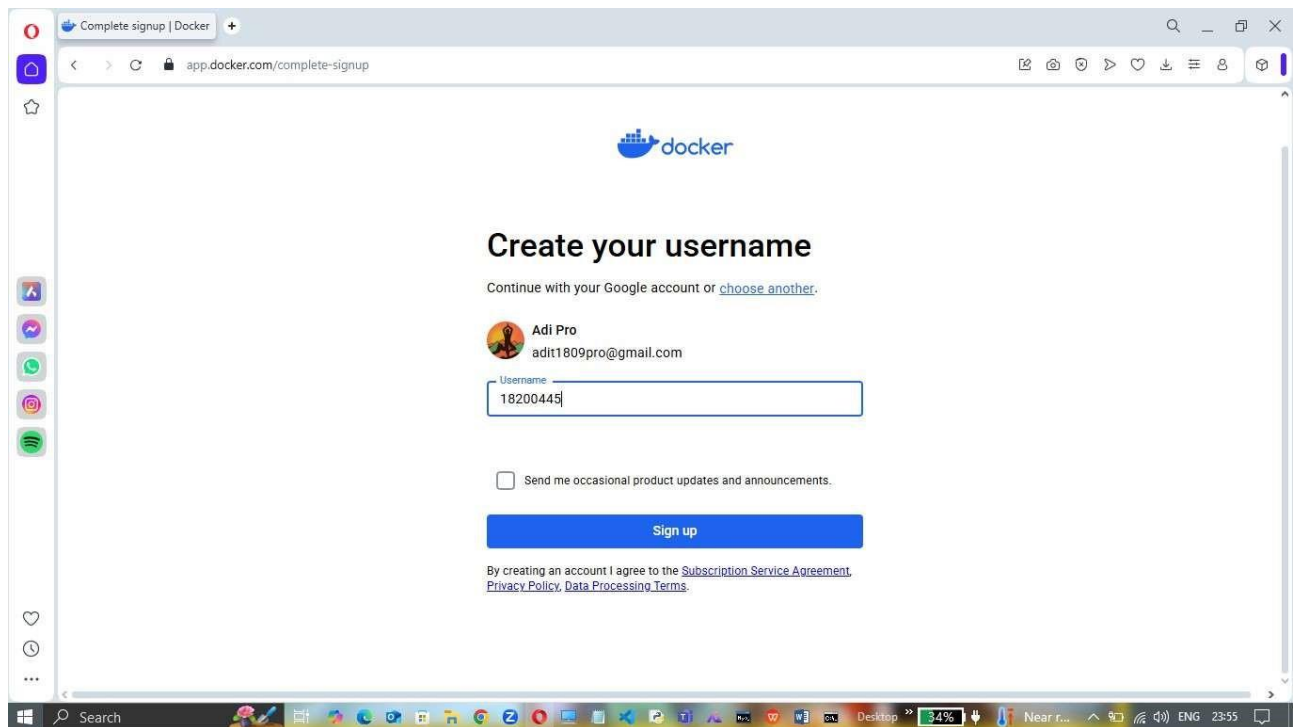 Complete signup | Docker
app.docker.com/complete-signup
docker
Create your username
Continue with your Google account or choose another.
Adi Pro
adit1809pro@gmail.com
Username
18200445
Send me occasional product updates and announcements.
Sign up
By creating an account I agree to the Subscription Service Agreement,
Privacy Policy, Data Processing Terms.
Search
Desktop
34%
Near r...
ENG
23:55